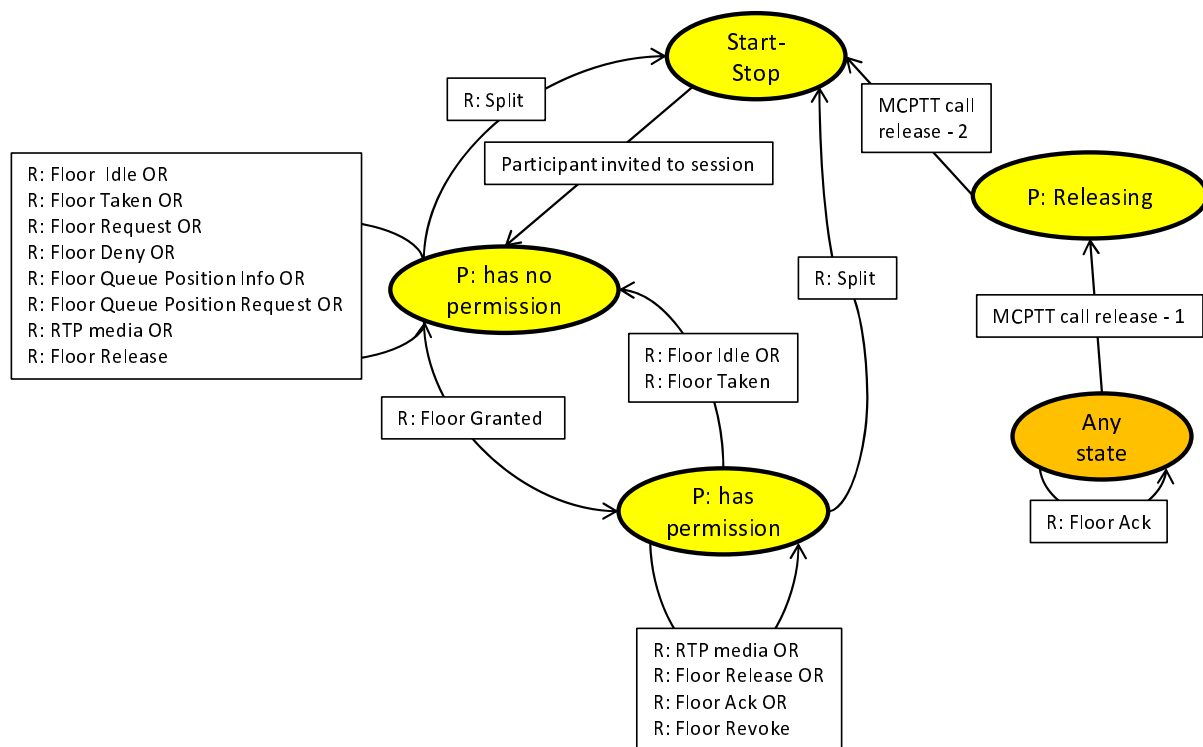 Start-
Stop
R: Split
MCPTT call
release - 2
Participant invited to session
R: Floor Idle OR
R: Floor Taken OR
R: Floor Request OR
R: Floor Deny OR
R: Floor Queue Position Info OR
R: Floor Queue Position Request OR
R: RTP media OR
R: Floor Release
P: Releasing
P: has no
permission
R: Split
MCPTT call release - 1
R: Floor Idle OR
R: Floor Taken
R: Floor Granted
Any
state
P: has
permission
R: Floor Ack
R: RTP media OR
R: Floor Release OR
R: Floor Ack OR
R: Floor Revoke